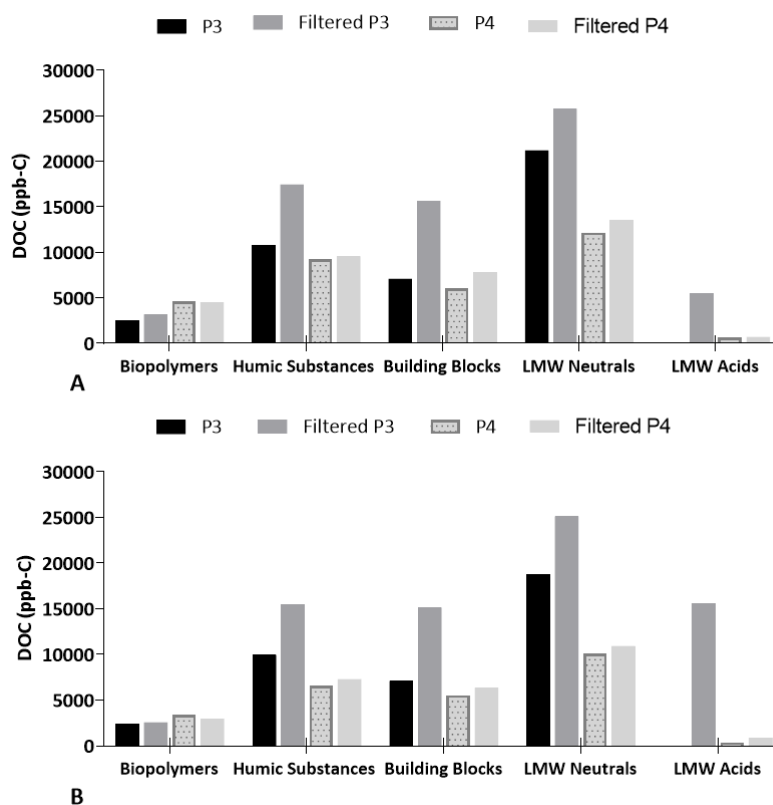 P3 Filtered P3 P4 Filtered P4
30000
25000
20000
15000
10000
5000
0
DOC (ppb-C)
Biopolymers Humic Substances Building Blocks LMW Neutrals LMW Acids
A
P3 Filtered P3 P4 Filtered P4
30000
25000
20000
15000
10000
5000
0
DOC (ppb-C)
Biopolymers Humic Substances Building Blocks LMW Neutrals LMW Acids
B